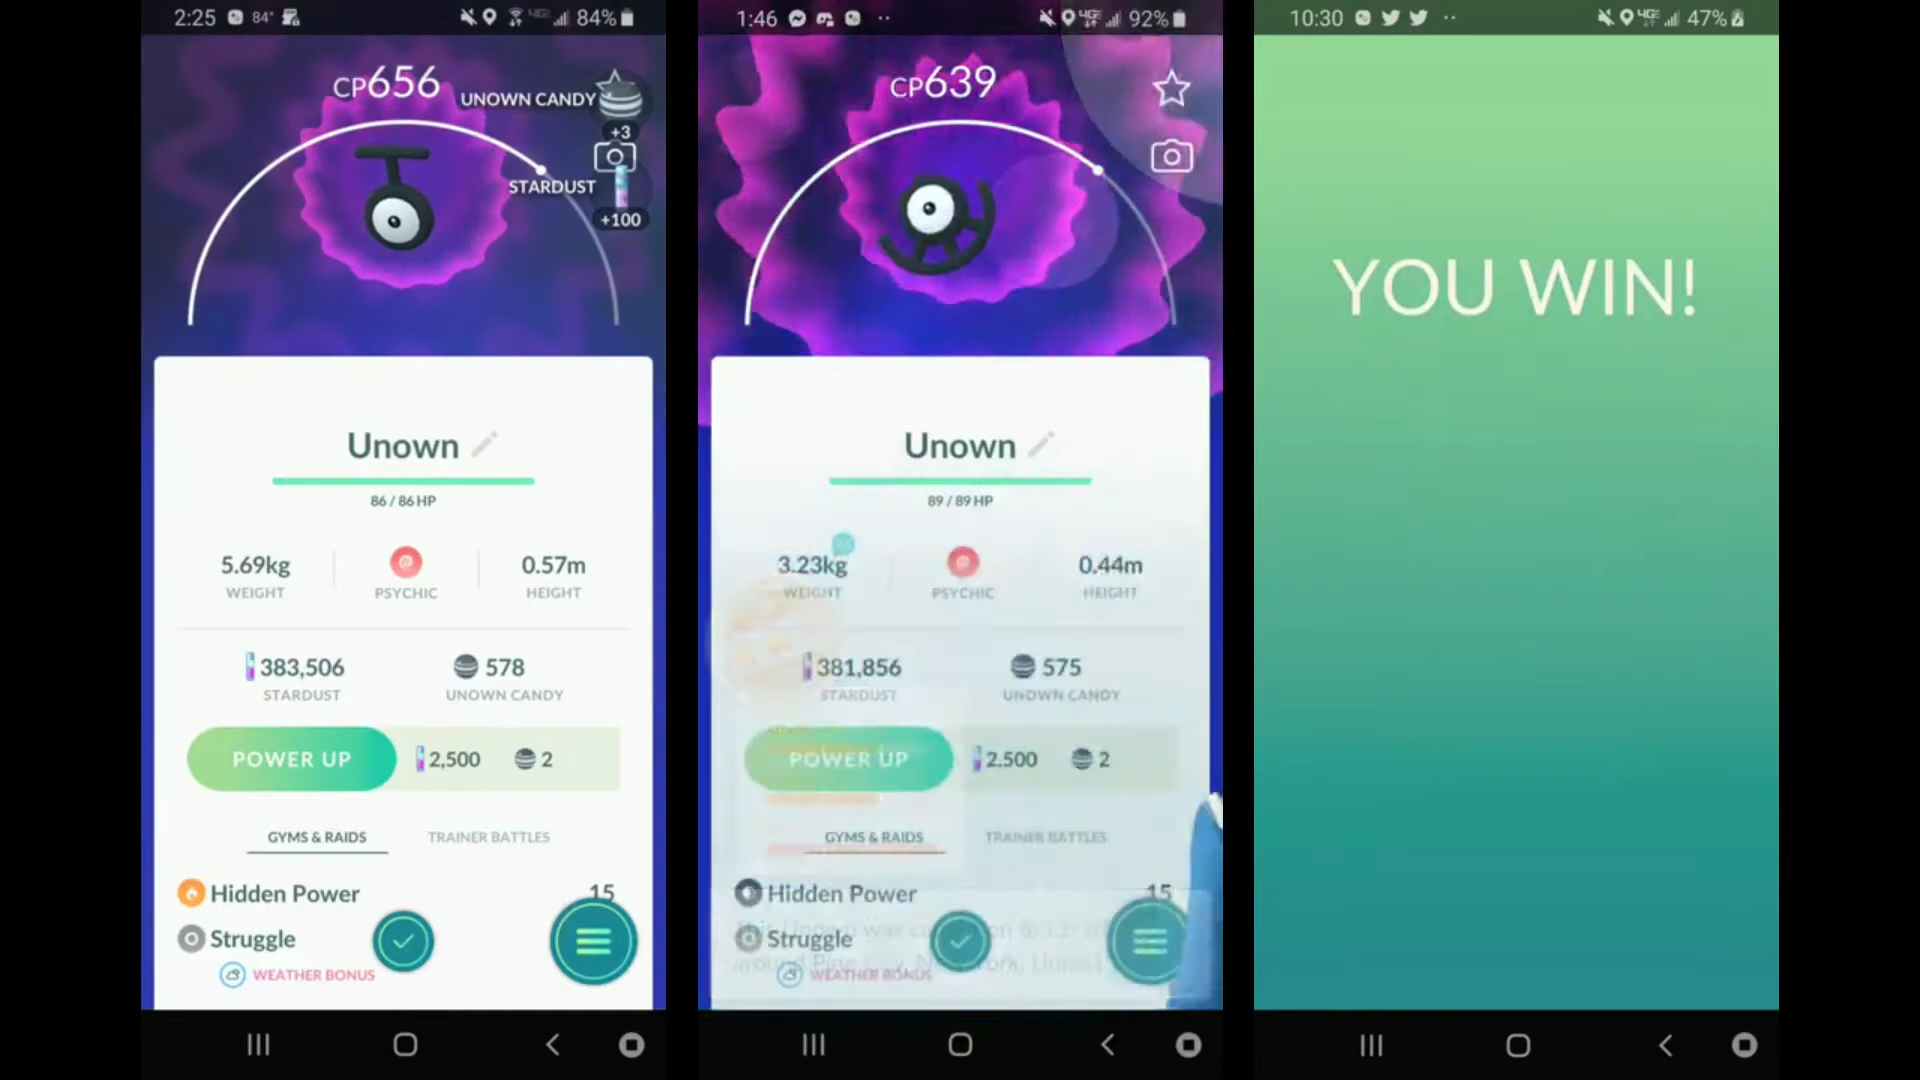 2:25 84° 84%
CP656
UNOWN CANDY
+3
STARDUST
+100
Unown
86 / 86 HP
5.69kg
WEIGHT
PSYCHIC
0.57m
HEIGHT
383,506
STARDUST
578
UNOWN CANDY
POWER UP 2,500 2
GYMS & RAIDS TRAINER BATTLES
Hidden Power 15
Struggle
WEATHER BONUS
1:46 4GE 92%
CP639
Unown
89 / 89 HP
3.23kg
WEIGHT
PSYCHIC
0.44m
HEIGHT
381,856
STARDUST
575
UNOWN CANDY
POWER UP 2,500 2
GYMS & RAIDS TRAINER BATTLES
Hidden Power 15
Struggle
WEATHER BONUS
10:30 4GE 47%
YOU WIN!